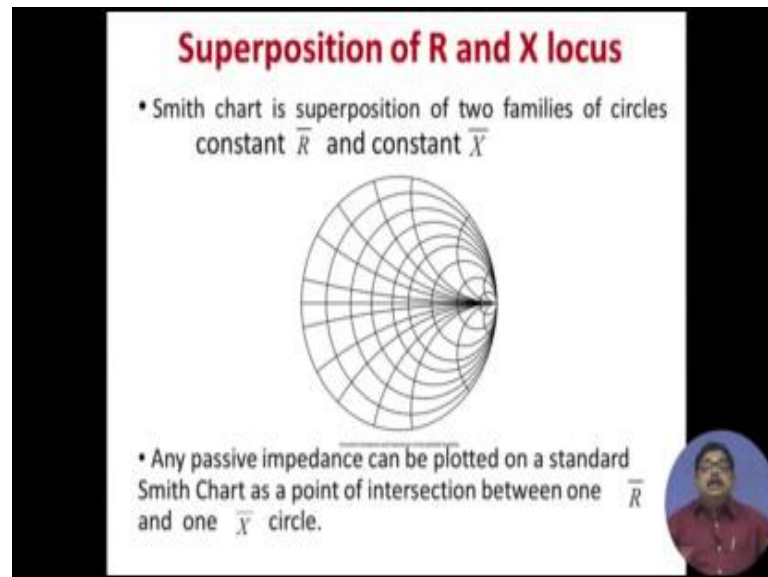 Superposition of R and X locus
• Smith chart is superposition of two families of circles
constant R̅ and constant X̅
• Any passive impedance can be plotted on a standard
Smith Chart as a point of intersection between one R̅
and one X̅ circle.